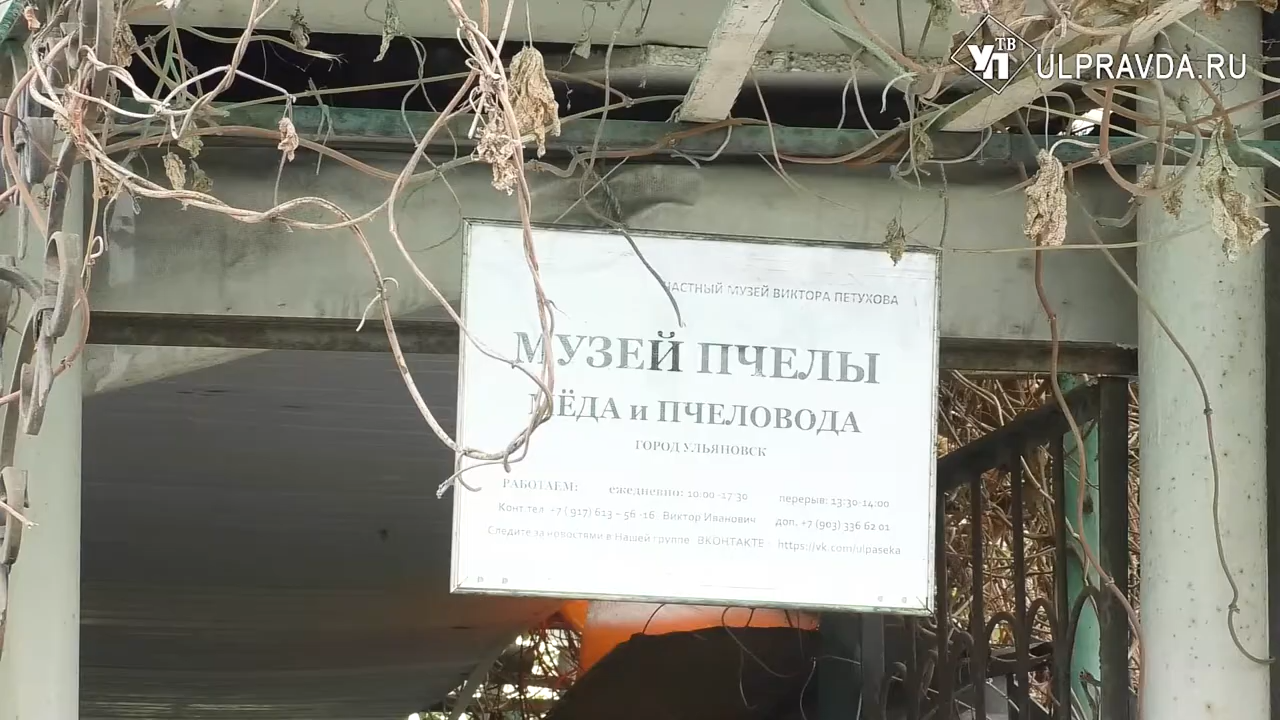 УП ТВ ULPRAVDA.RU
ЧАСТНЫЙ МУЗЕЙ ВИКТОРА ПЕТУХОВА
МУЗЕЙ ПЧЕЛЫ
МЁДА и ПЧЕЛОВОДА
ГОРОД УЛЬЯНОВСК
РАБОТАЕМ: ежедневно: 10:00 -17:30 перерыв: 13:30-14:00
Конт.тел. +7 ( 917) 613 – 56 -16 Виктор Иванович доп. +7 (903) 336 62 01
Следите за новостями в Нашей группе ВКОНТАКТЕ : https://vk.com/ulpaseka